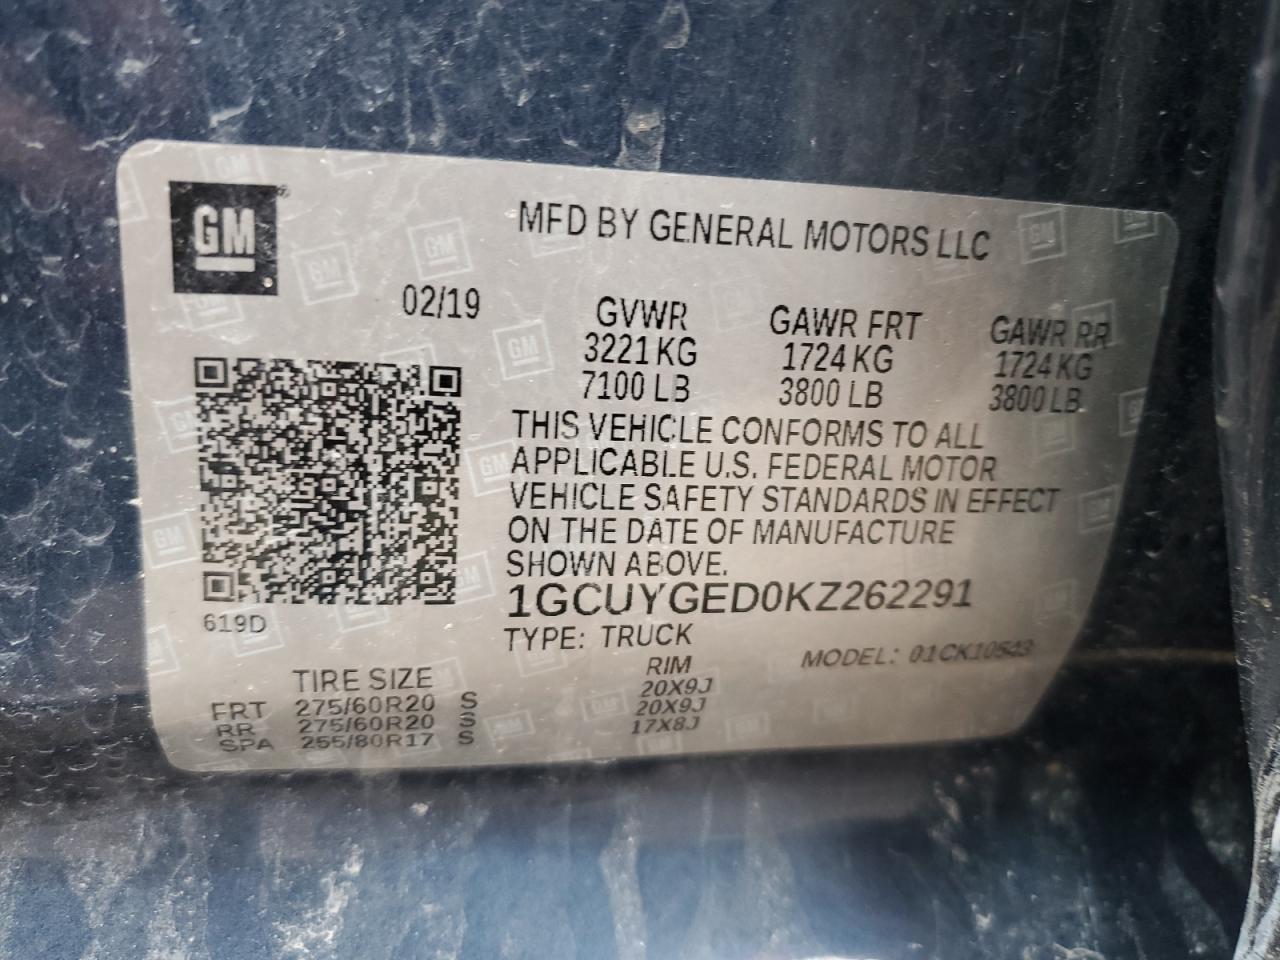 GM
MFD BY GENERAL MOTORS LLC
02/19
GVWR GAWR FRT GAWR RR
3221 KG 1724 KG 1724 KG
7100 LB 3800 LB 3800 LB
THIS VEHICLE CONFORMS TO ALL
APPLICABLE U.S. FEDERAL MOTOR
VEHICLE SAFETY STANDARDS IN EFFECT
ON THE DATE OF MANUFACTURE
SHOWN ABOVE.
1GCUYGED0KZ262291
619D
TYPE: TRUCK
MODEL: 01CK10543
TIRE SIZE RIM
FRT 275/60R20 S 20X9J
RR 275/60R20 S 20X9J
SPA 255/80R17 S 17X8J